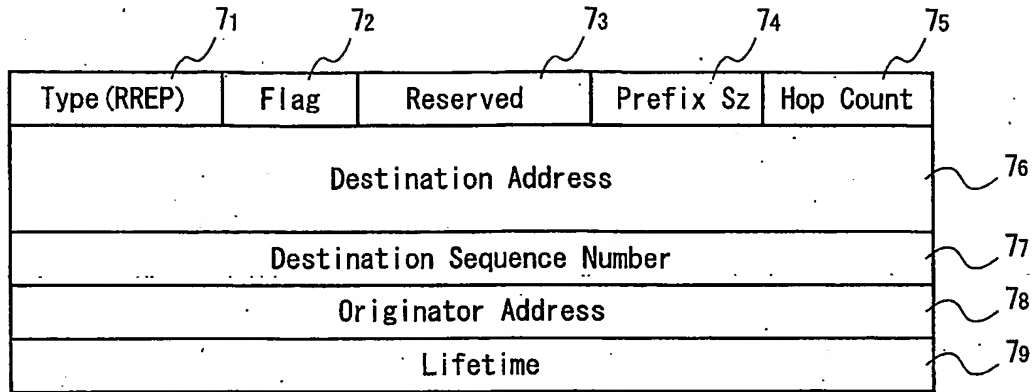 71 72 73 74 75
Type(RREP) Flag Reserved Prefix Sz Hop Count
Destination Address 76
Destination Sequence Number 77
Originator Address 78
Lifetime 79